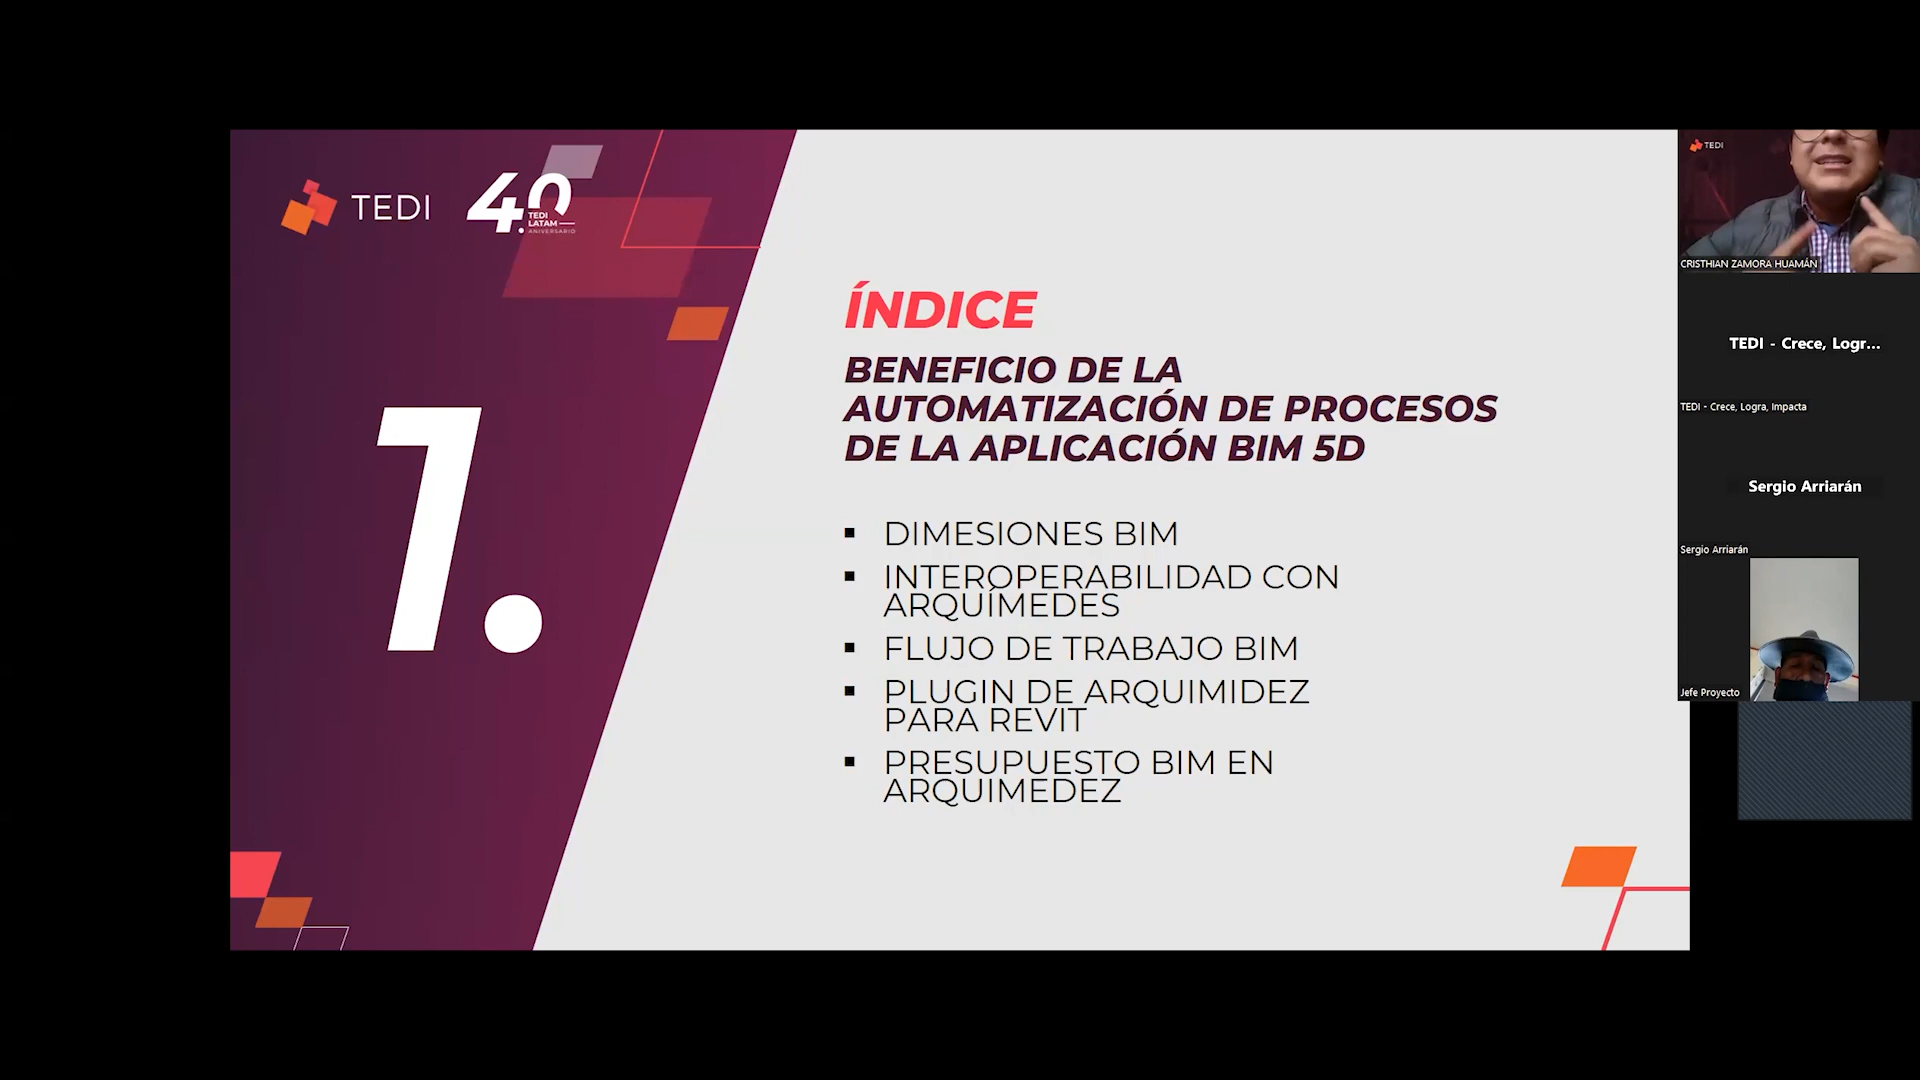 TEDI
4.0
TEDI
LATAM
ANIVERSARIO
1.
ÍNDICE
BENEFICIO DE LA
AUTOMATIZACIÓN DE PROCESOS
DE LA APLICACIÓN BIM 5D
▪ DIMESIONES BIM
▪ INTEROPERABILIDAD CON
ARQUÍMEDES
▪ FLUJO DE TRABAJO BIM
▪ PLUGIN DE ARQUIMIDEZ
PARA REVIT
▪ PRESUPUESTO BIM EN
ARQUIMEDEZ
TEDI
CRISTHIAN ZAMORA HUAMÁN
TEDI - Crece, Logr...
TEDI - Crece, Logra, Impacta
Sergio Arriarán
Sergio Arriarán
Jefe Proyecto